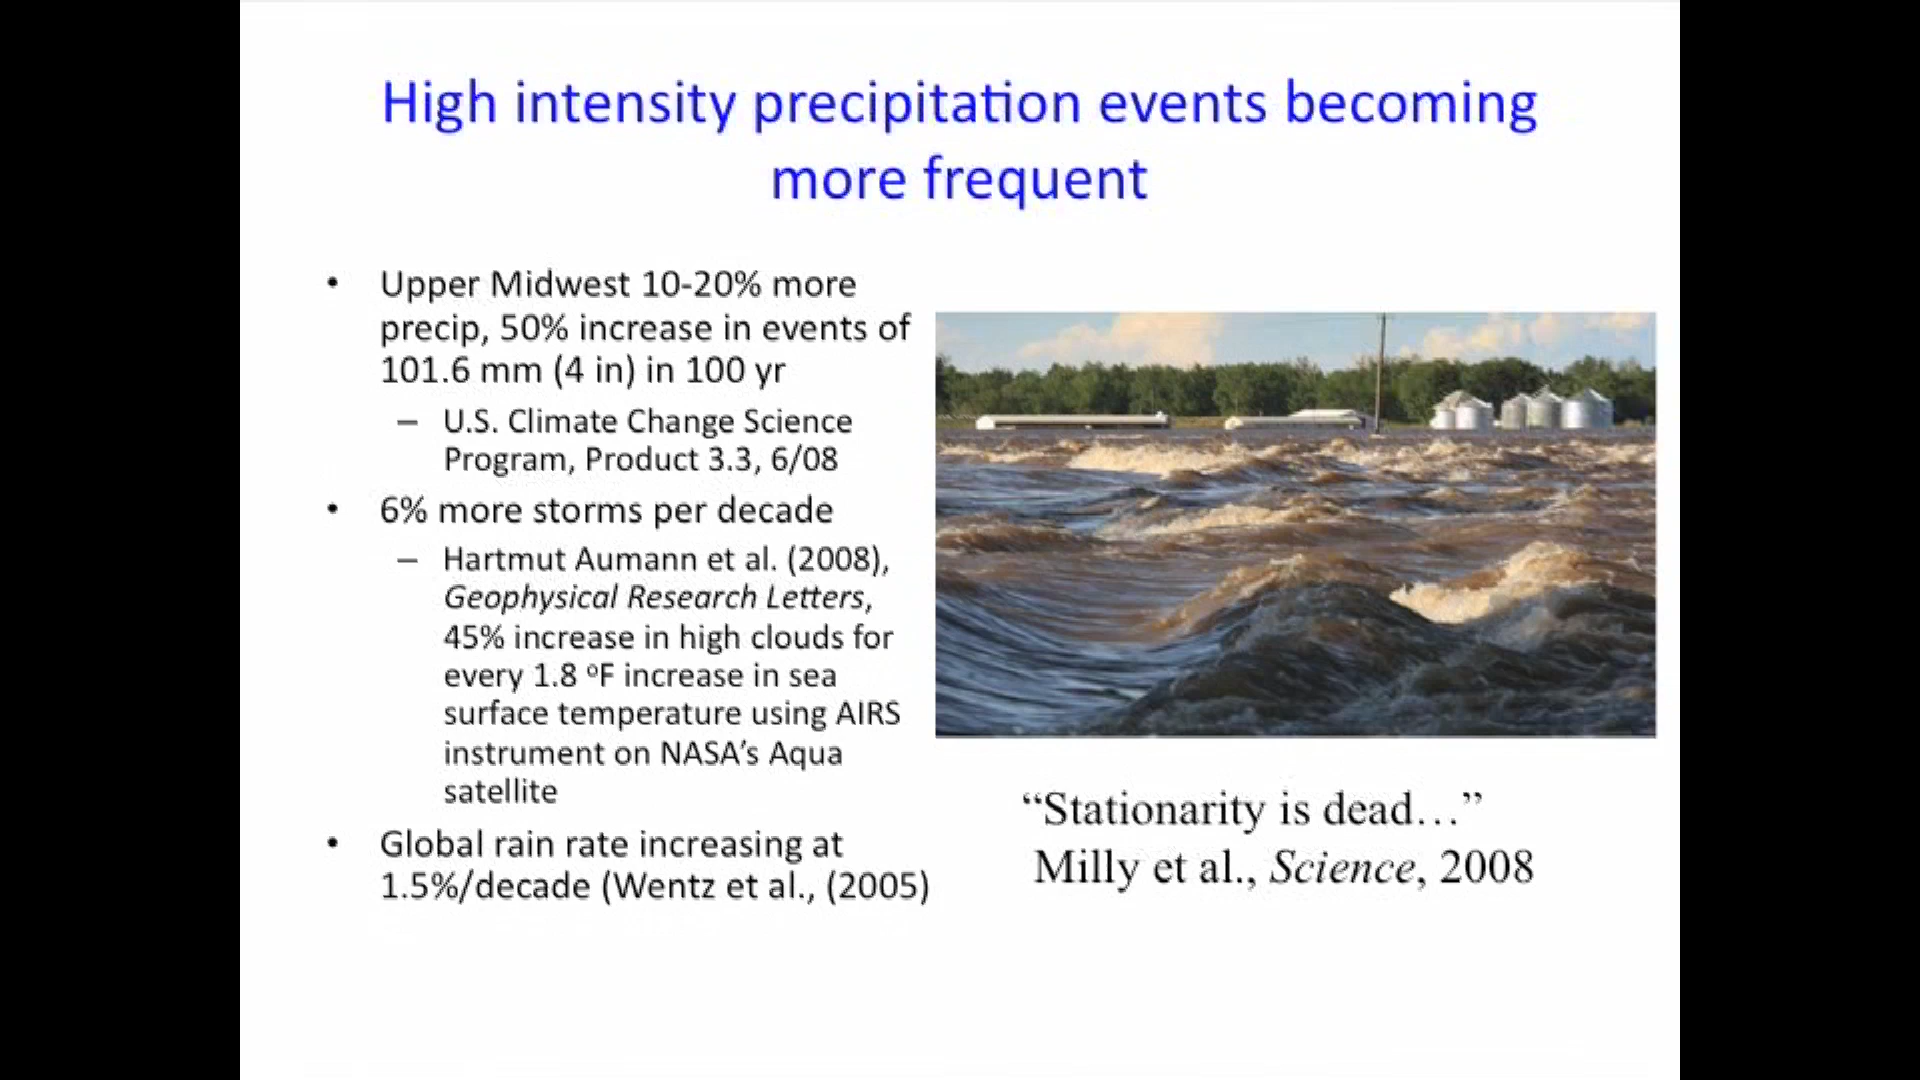 High intensity precipitation events becoming
more frequent
• Upper Midwest 10-20% more
precip, 50% increase in events of
101.6 mm (4 in) in 100 yr
– U.S. Climate Change Science
Program, Product 3.3, 6/08
• 6% more storms per decade
– Hartmut Aumann et al. (2008),
Geophysical Research Letters,
45% increase in high clouds for
every 1.8 ºF increase in sea
surface temperature using AIRS
instrument on NASA’s Aqua
satellite
• Global rain rate increasing at
1.5%/decade (Wentz et al., (2005)
“Stationarity is dead…”
Milly et al., Science, 2008